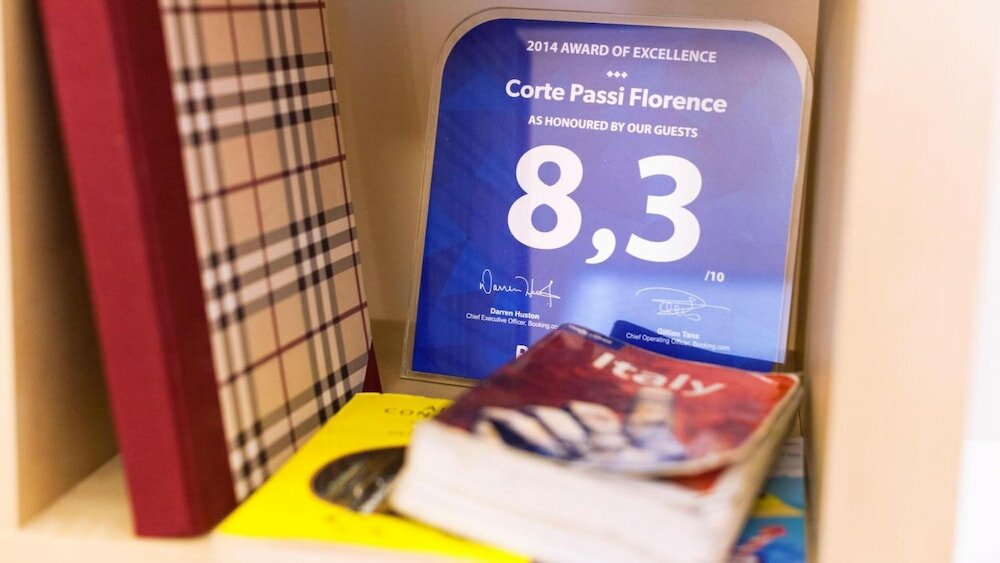 2014 AWARD OF EXCELLENCE
Corte Passi Florence
AS HONOURED BY OUR GUESTS
8,3
/10
Darren Huston
Chief Executive Officer, Booking.co
Gillian Tans
Chief Operating Officer, Booking.com
Italy